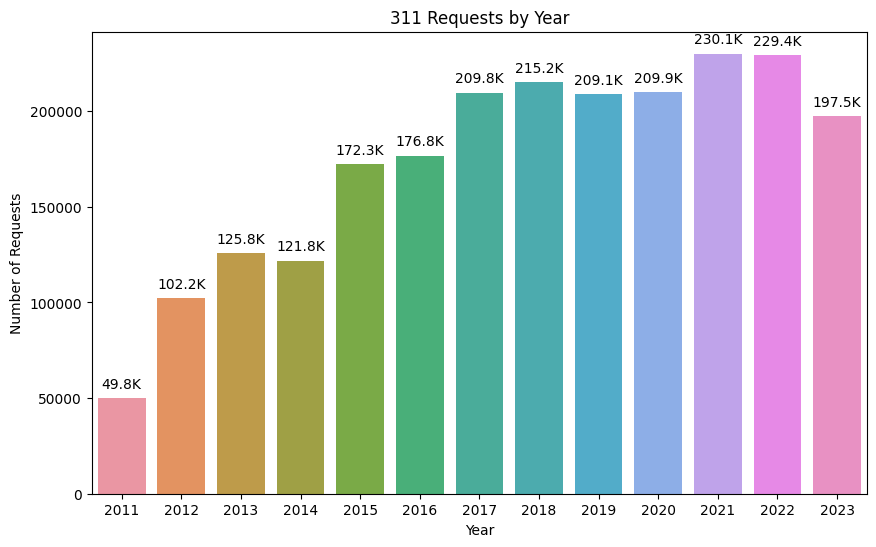 311 Requests by Year
Number of Requests
200000
150000
100000
50000
0
49.8K
102.2K
125.8K
121.8K
172.3K
176.8K
209.8K
215.2K
209.1K
209.9K
230.1K
229.4K
197.5K
2011 2012 2013 2014 2015 2016 2017 2018 2019 2020 2021 2022 2023
Year